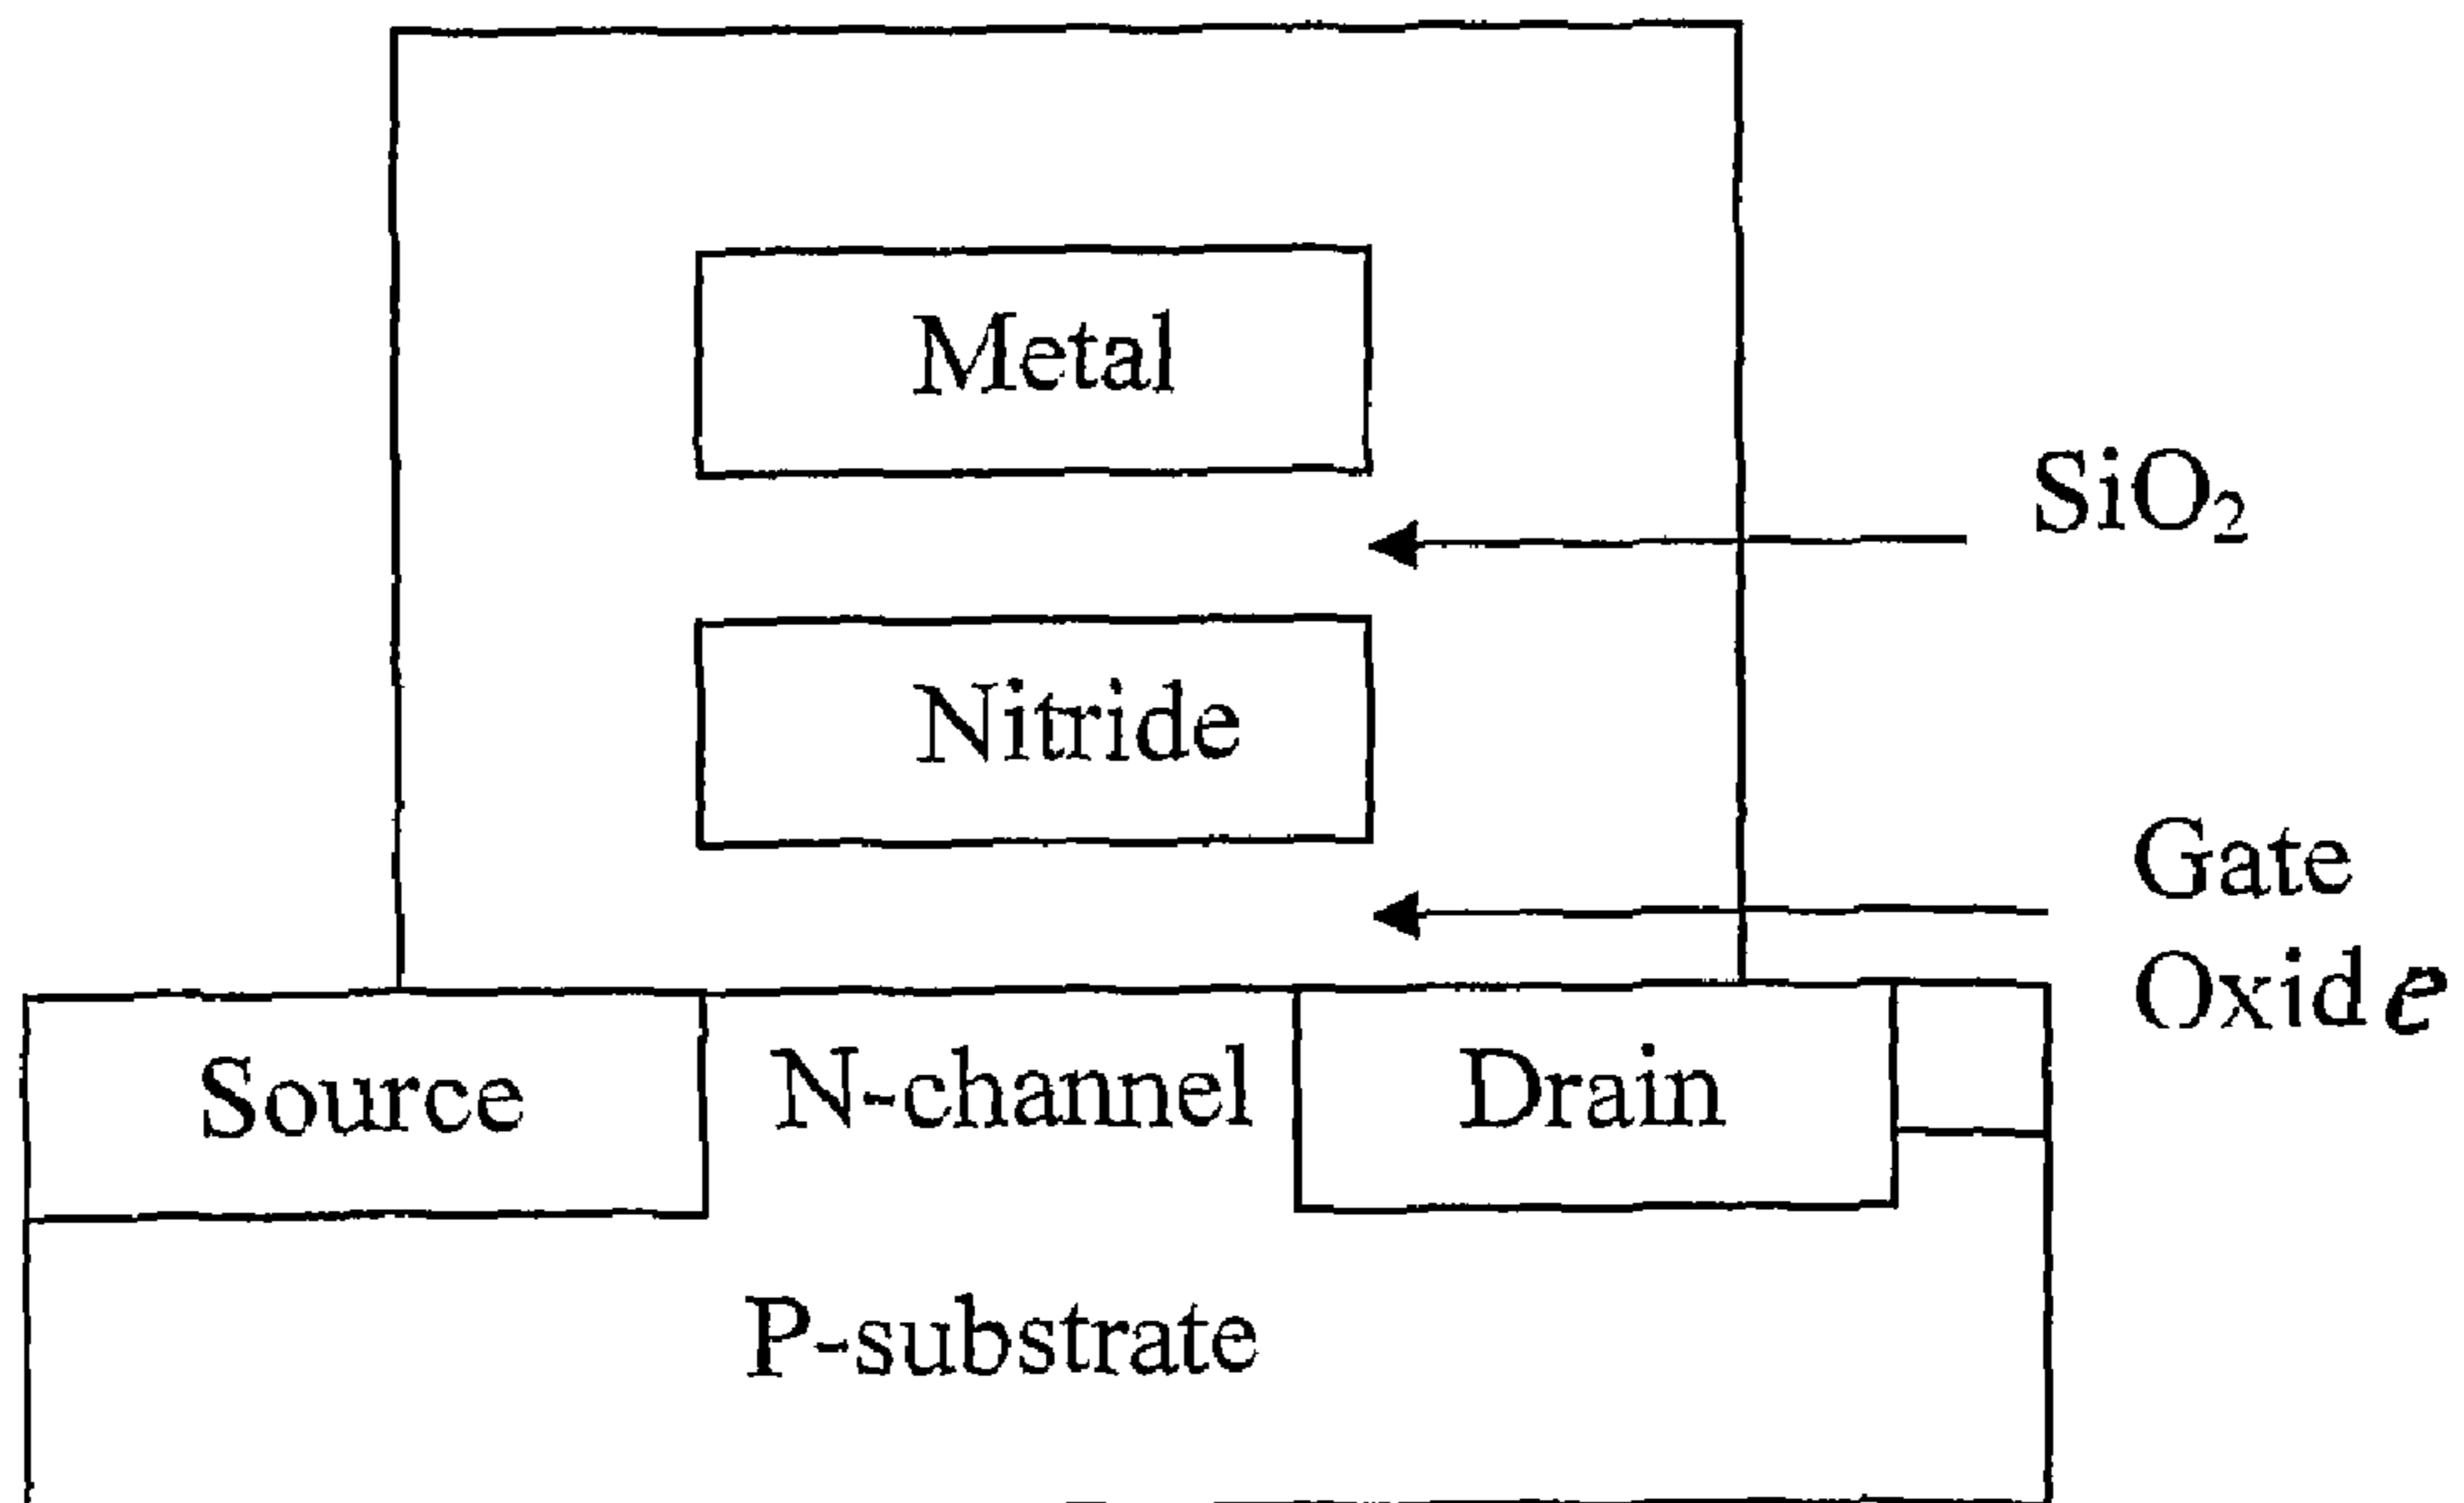 Metal
SiO₂
Nitride
Gate
Oxide
Source
N-channel
Drain
P-substrate